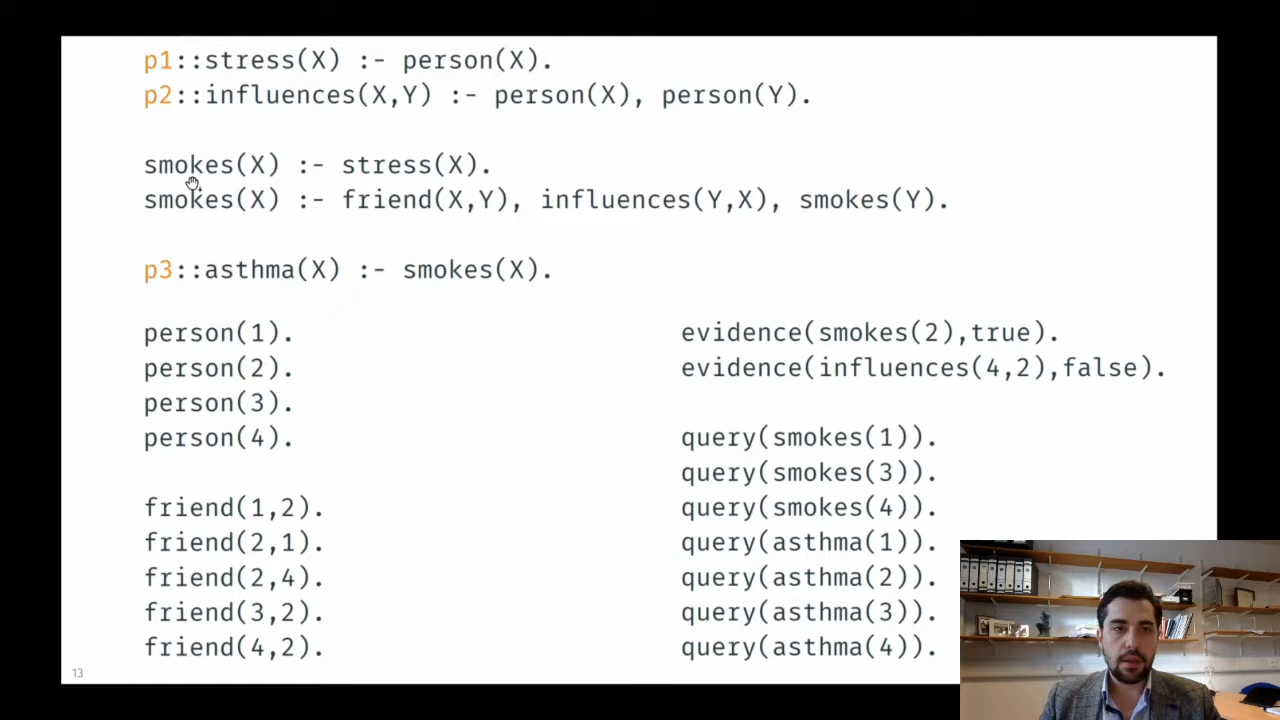 p1::stress(X) :- person(X).
p2::influences(X,Y) :- person(X), person(Y).
smokes(X) :- stress(X).
smokes(X) :- friend(X,Y), influences(Y,X), smokes(Y).
p3::asthma(X) :- smokes(X).
person(1).
person(2).
person(3).
person(4).
friend(1,2).
friend(2,1).
friend(2,4).
friend(3,2).
friend(4,2).
evidence(smokes(2),true).
evidence(influences(4,2),false).
query(smokes(1)).
query(smokes(3)).
query(smokes(4)).
query(asthma(1)).
query(asthma(2)).
query(asthma(3)).
query(asthma(4)).
13